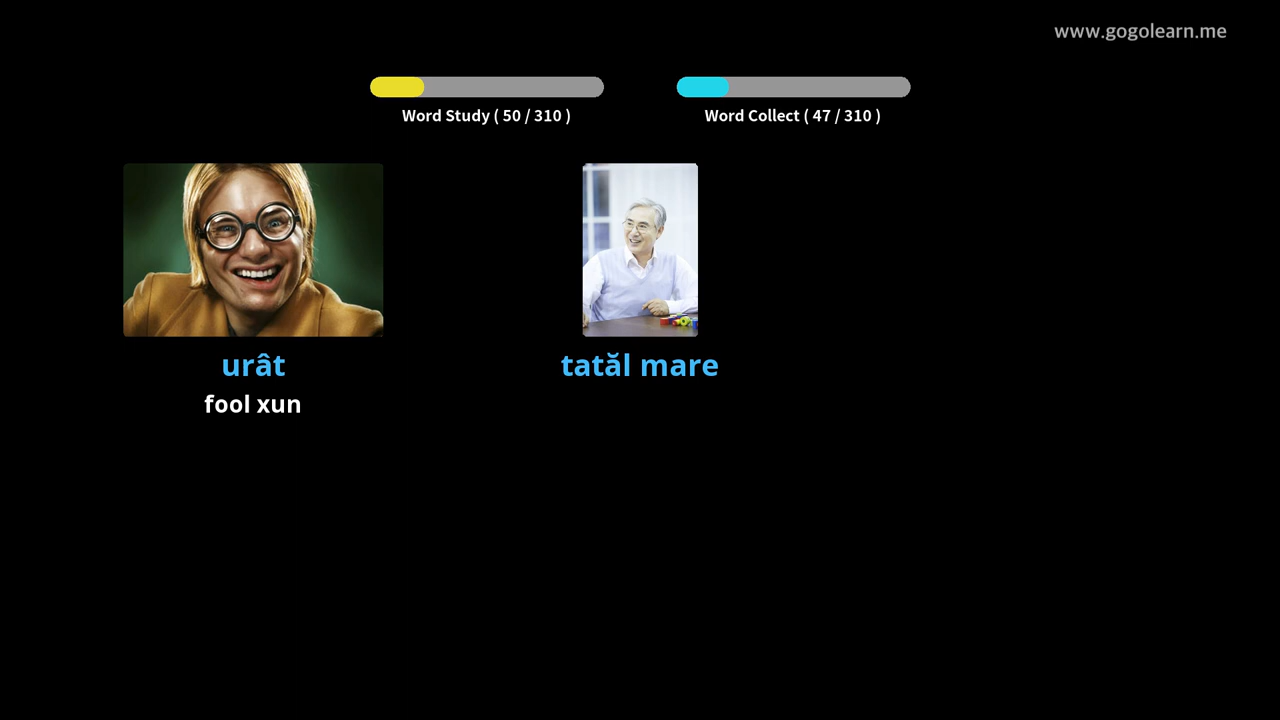 www.gogolearn.me
Word Study ( 50 / 310 )
Word Collect ( 47 / 310 )
urât
tatăl mare
fool xun